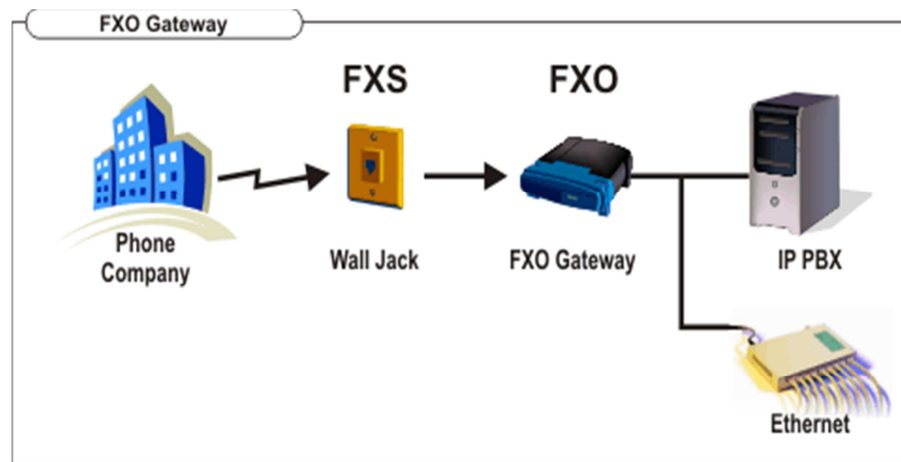 FXO Gateway
FXS
FXO
Phone
Company
Wall Jack
FXO Gateway
IP PBX
Ethernet